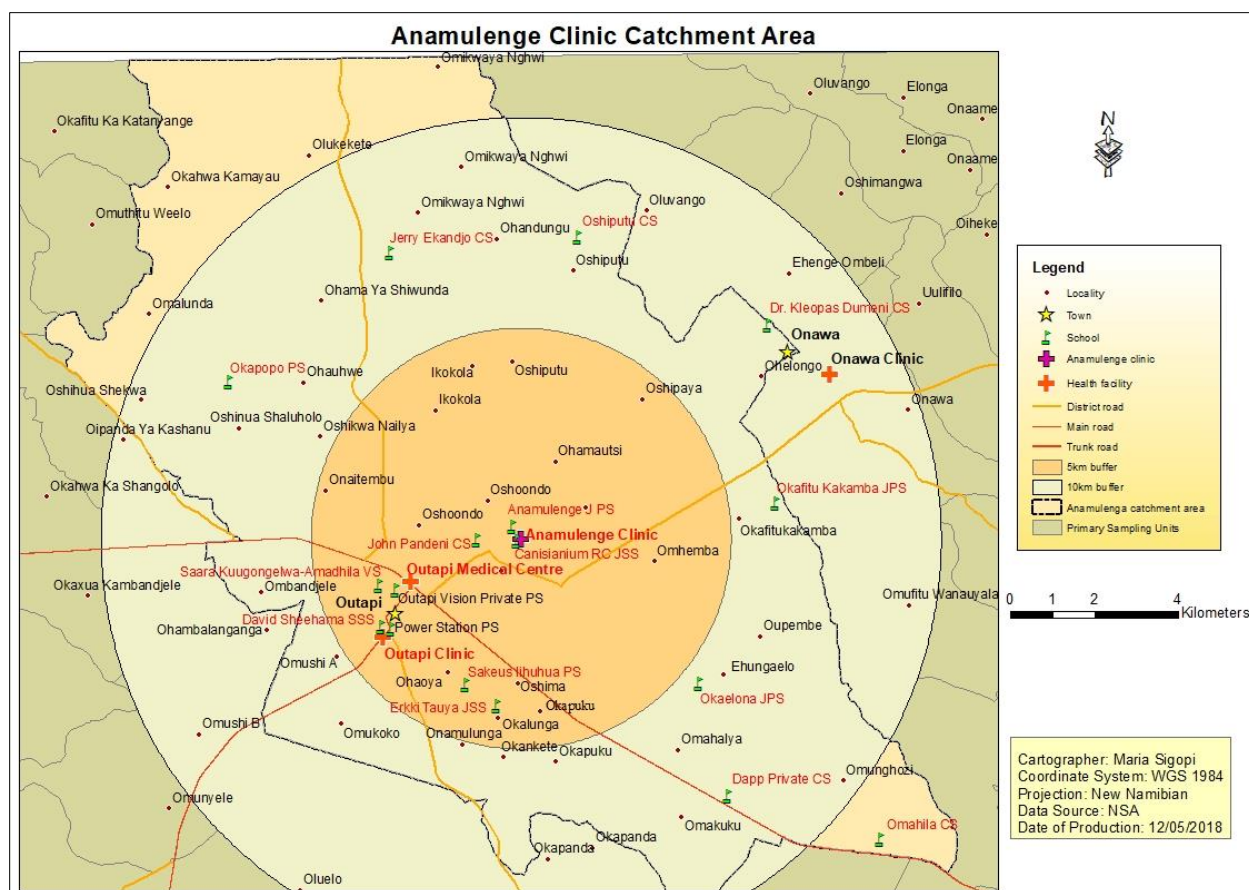 Anamulenge Clinic Catchment Area
Omikwaya Nghwi
Oluvango
Elonga
Onaame
Okafitu Ka Katanyange
Olukekete
Elonga
Omikwaya Nghwi
Onaame
Okahwa Kamayau
Oshimangwa
Omuthitu Weelo
Omikwaya Nghwi
Oluvango
Oshiputu CS
Ohandungu
Oiheke
Jerry Ekandjo CS
Oshiputu
Ehenge Ombeli
Ohama Ya Shiwunda
Uulifilo
Omalunda
Dr. Kleopas Dumeni CS
Onawa
Onawa Clinic
Okapopo PS
Ohauhwe
Ikokola
Oshiputu
Ohelongo
Oshihua Shekwa
Oshipaya
Ikokola
Onawa
Oshinua Shaluholo
Oshikwa Nailya
Oipanda Ya Kashanu
Ohamautsi
Onaitembu
Okahwa Ka Shangolo
Okafitu Kakamba JPS
Oshoondo
Anamulenge J PS
Oshoondo
Okafitukakamba
Anamulenge Clinic
John Pandeni CS
Canisianium RC JSS
Omhemba
Outapi Medical Centre
Saara Kuugongelwa-Amadhila VS
Okaxua Kambandjele
Ombandjele
Outapi Vision Private PS
Outapi
Omufitu Wanauyala
David Sheehama SSS
Power Station PS
Ohambalanganga
Oupembe
Outapi Clinic
Omushi A
Sakeus Iihuhua PS
Ehungaelo
Ohaoya
Oshima
Okaelona JPS
Erkki Tauya JSS
Okapuku
Okalunga
Omushi B
Omukoko
Onamulunga
Okankete
Okapuku
Omahalya
Dapp Private CS
Omunghozi
Omunyele
Omakuku
Omahila CS
Okapanda
Okapanda
Oluelo
N
Legend
Locality
Town
School
Anamulenge clinic
Health facility
District road
Main road
Trunk road
5km buffer
10km buffer
Anamulenga catchment area
Primary Sampling Units
0 1 2 4
Kilometers
Cartographer: Maria Sigopi
Coordinate System: WGS 1984
Projection: New Namibian
Data Source: NSA
Date of Production: 12/05/2018